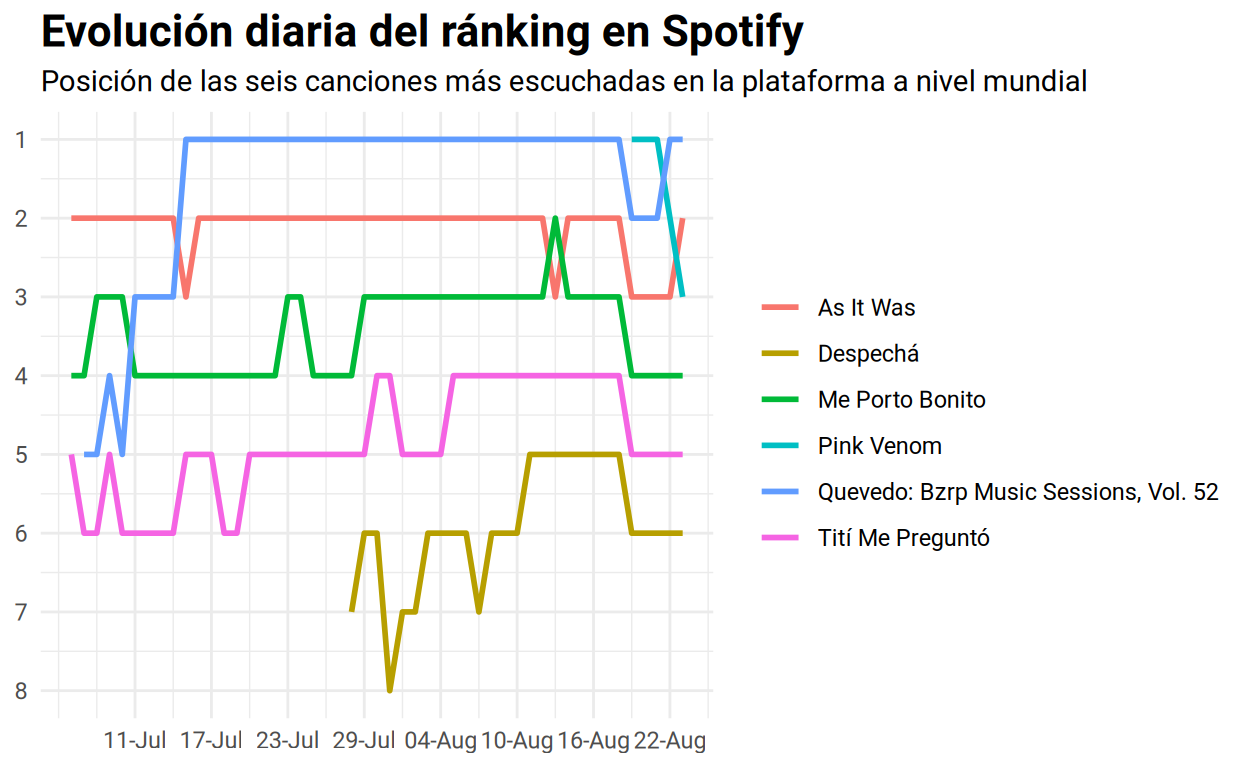 Evolución diaria del ránking en Spotify
Posición de las seis canciones más escuchadas en la plataforma a nivel mundial
1
2
3
4
5
6
7
8
11-Jul 17-Jul 23-Jul 29-Jul 04-Aug 10-Aug 16-Aug 22-Aug
As It Was
Despechá
Me Porto Bonito
Pink Venom
Quevedo: Bzrp Music Sessions, Vol. 52
Tití Me Preguntó